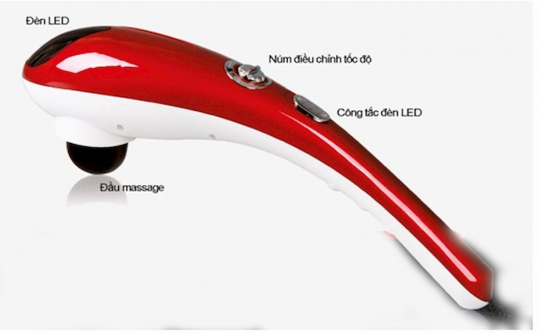 Đèn LED
Núm điều chỉnh tốc độ
Công tắc đèn LED
Đầu massage